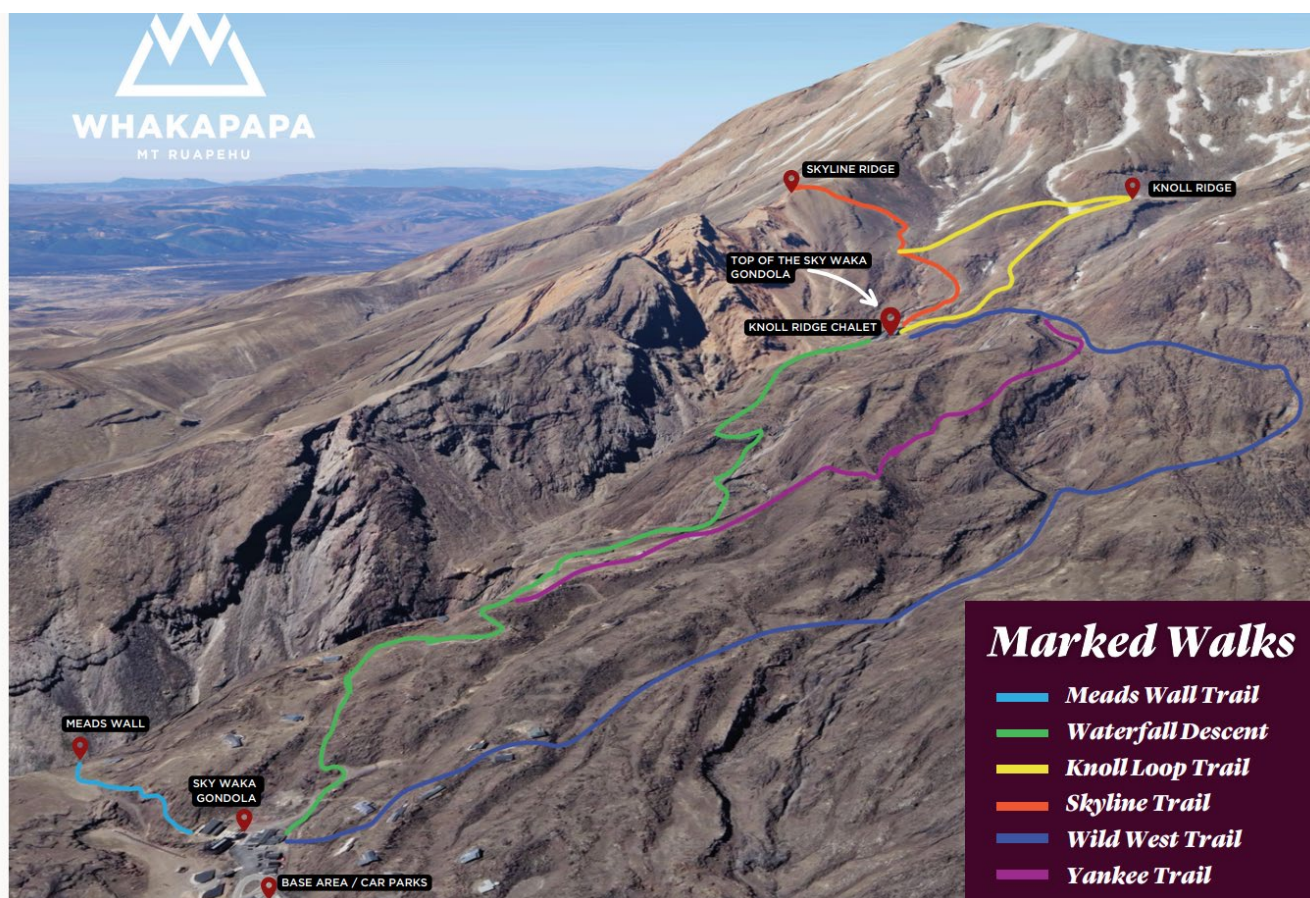 WHAKAPAPA
MT RUAPEHU
SKYLINE RIDGE
KNOLL RIDGE
TOP OF THE SKY WAKA
GONDOLA
KNOLL RIDGE CHALET
MEADS WALL
SKY WAKA
GONDOLA
BASE AREA / CAR PARKS
Marked Walks
Meads Wall Trail
Waterfall Descent
Knoll Loop Trail
Skyline Trail
Wild West Trail
Yankee Trail